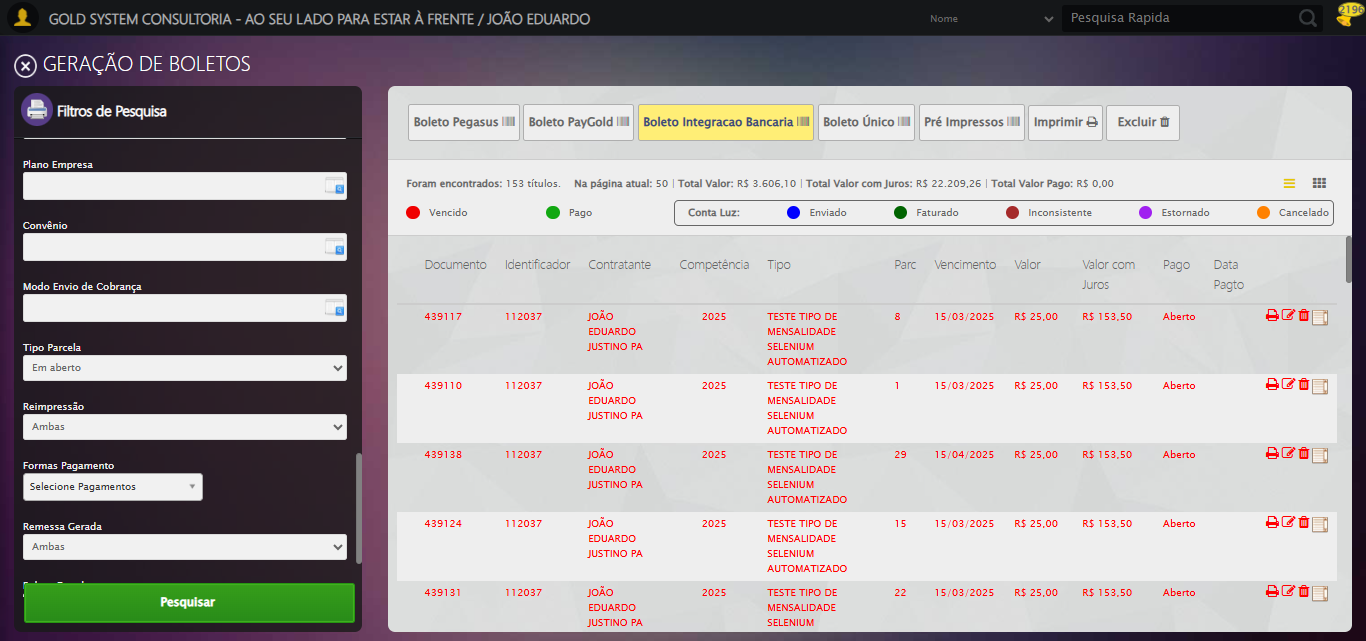 GOLD SYSTEM CONSULTORIA - AO SEU LADO PARA ESTAR À FRENTE / JOÃO EDUARDO
Nome
Pesquisa Rapida
2196
GERAÇÃO DE BOLETOS
Filtros de Pesquisa
Plano Empresa
Convênio
Modo Envio de Cobrança
Tipo Parcela
Em aberto
Reimpressão
Ambas
Formas Pagamento
Selecione Pagamentos
Remessa Gerada
Ambas
Pesquisar
Boleto Pegasus
Boleto PayGold
Boleto Integracao Bancaria
Boleto Único
Pré Impressos
Imprimir
Excluir
Foram encontrados: 153 títulos. Na página atual: 50 | Total Valor: R$ 3.606,10 | Total Valor com Juros: R$ 22.209,26 | Total Valor Pago: R$ 0,00
Vencido
Pago
Conta Luz:
Enviado
Faturado
Inconsistente
Estornado
Cancelado
Documento Identificador Contratante Competência Tipo Parc Vencimento Valor Valor com Pago Data
Juros Pagto
439117 112037 JOÃO 2025 TESTE TIPO DE 8 15/03/2025 R$ 25,00 R$ 153,50 Aberto
EDUARDO MENSALIDADE
JUSTINO PA SELENIUM
AUTOMATIZADO
439110 112037 JOÃO 2025 TESTE TIPO DE 1 15/03/2025 R$ 25,00 R$ 153,50 Aberto
EDUARDO MENSALIDADE
JUSTINO PA SELENIUM
AUTOMATIZADO
439138 112037 JOÃO 2025 TESTE TIPO DE 29 15/04/2025 R$ 25,00 R$ 153,50 Aberto
EDUARDO MENSALIDADE
JUSTINO PA SELENIUM
AUTOMATIZADO
439124 112037 JOÃO 2025 TESTE TIPO DE 15 15/03/2025 R$ 25,00 R$ 153,50 Aberto
EDUARDO MENSALIDADE
JUSTINO PA SELENIUM
AUTOMATIZADO
439131 112037 JOÃO 2025 TESTE TIPO DE 22 15/03/2025 R$ 25,00 R$ 153,50 Aberto
EDUARDO MENSALIDADE
JUSTINO PA SELENIUM